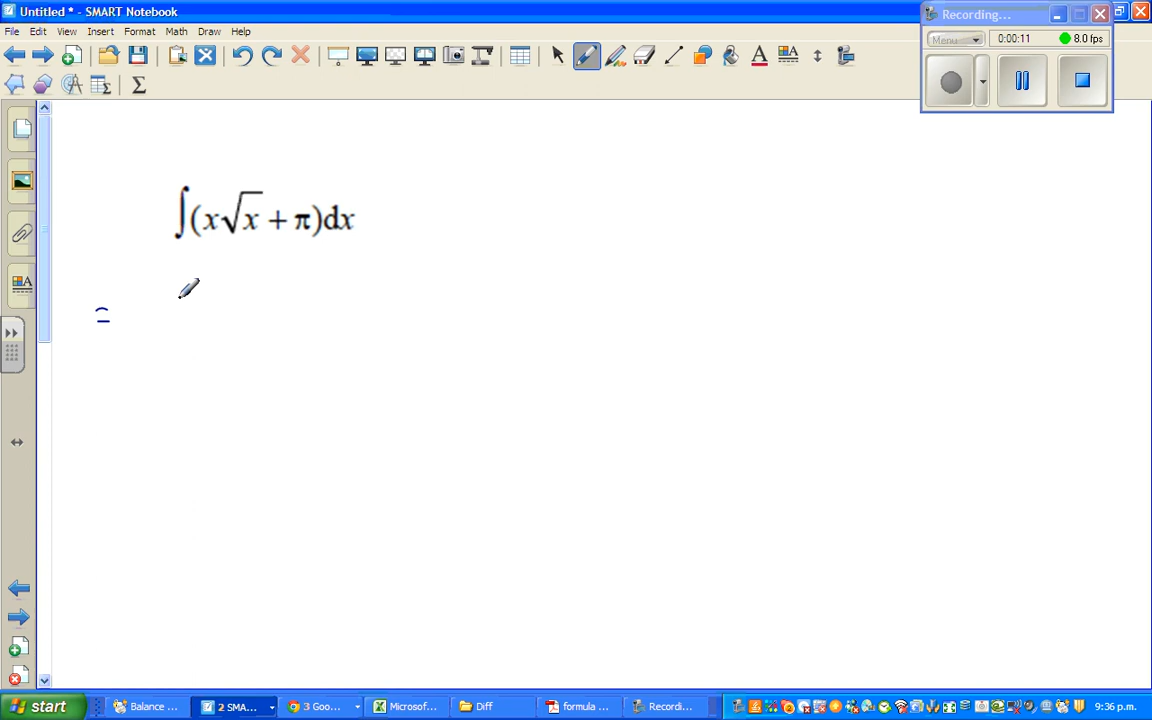 Untitled * - SMART Notebook
Recording...
File Edit View Insert Format Math Draw Help
Menu 0:00:11 8.0 fps
∫(x√x + π)dx
=
start Balance ... 2 SMA... 3 Goo... Microsof... Diff formula ... Recordi... 9:36 p.m.